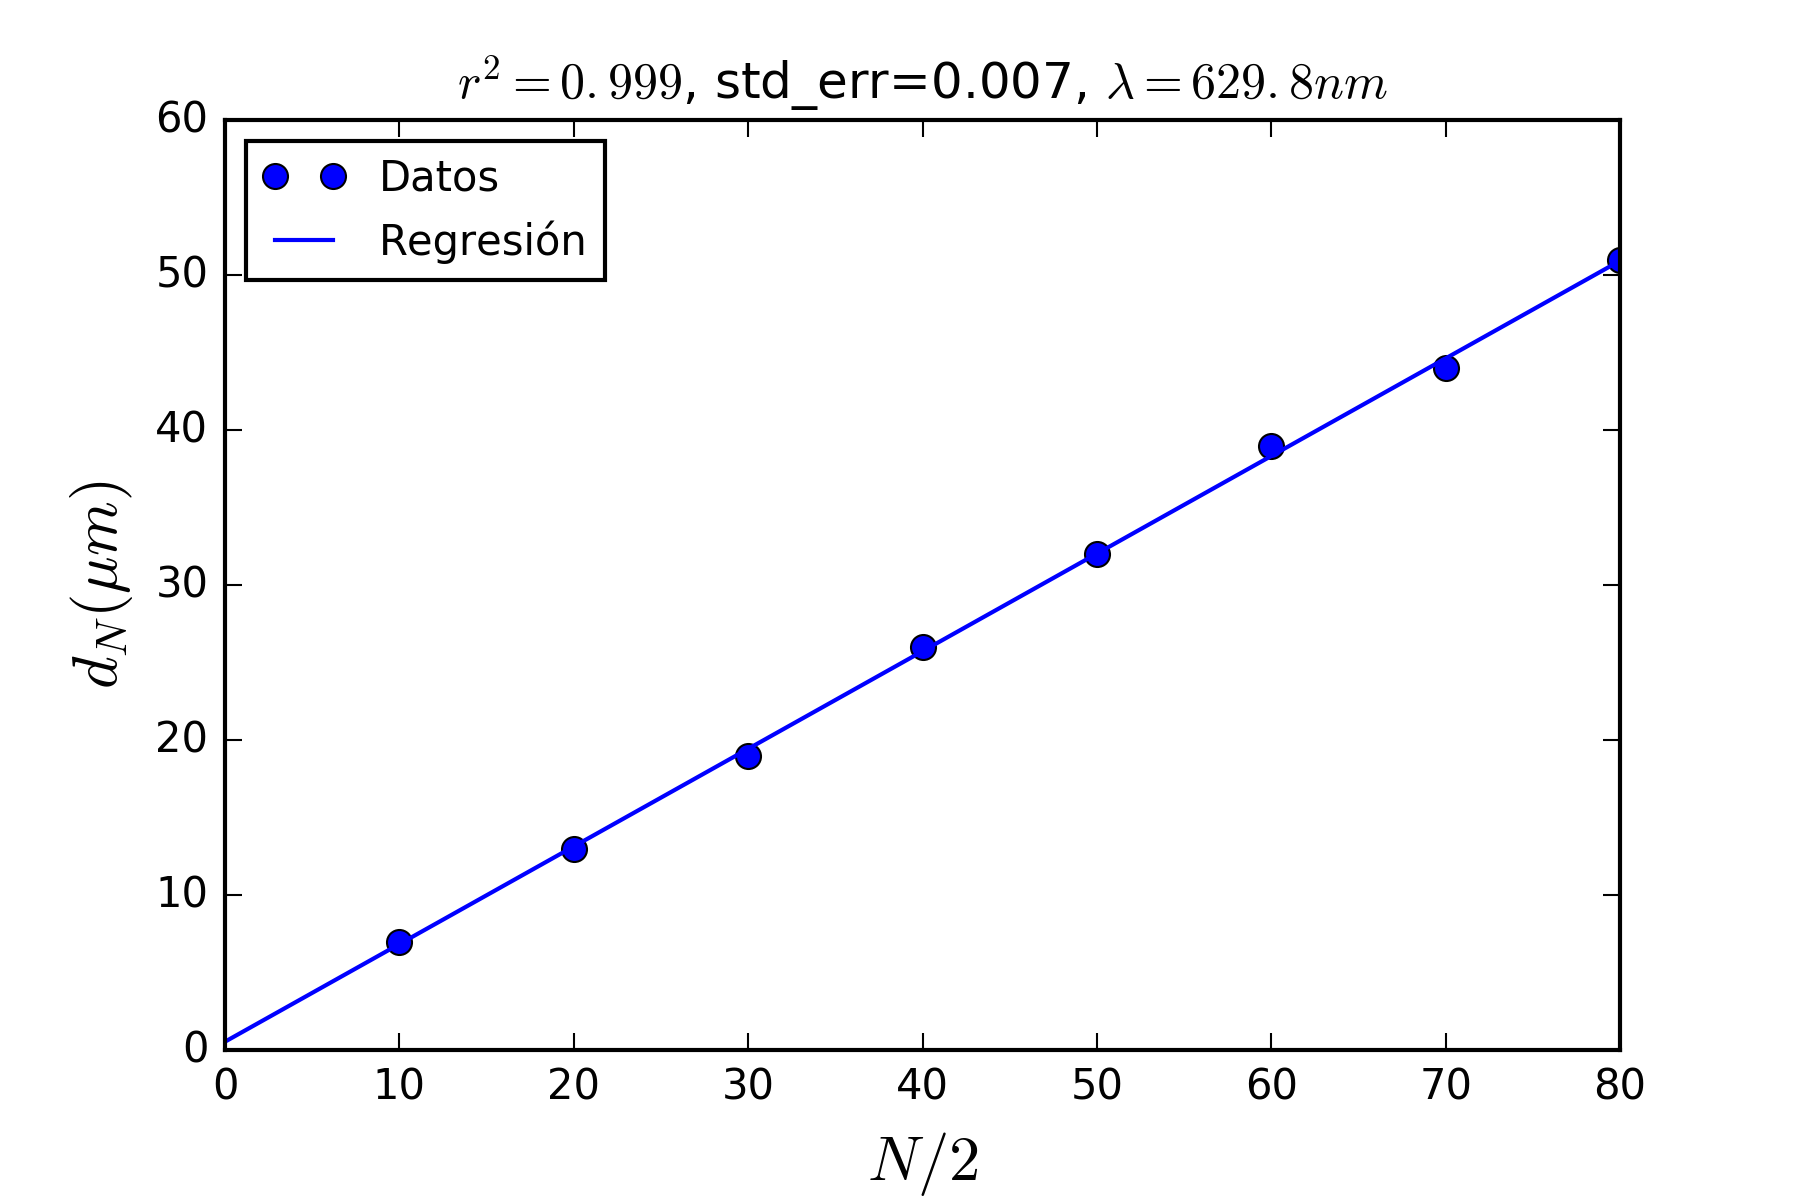 r² = 0.999, std_err=0.007, λ = 629.8nm
Datos
Regresión
d_N(μm)
60
50
40
30
20
10
0
0 10 20 30 40 50 60 70 80
N/2